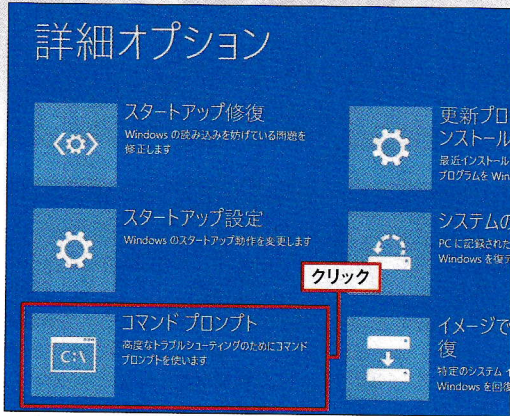 詳細オプション
スタートアップ修復
Windows の読み込みを妨げている問題を
修正します
スタートアップ設定
Windows のスタートアップ動作を変更します
クリック
コマンド プロンプト
高度なトラブルシューティングのためにコマンド
プロンプトを使います
C:\
更新プロ
ンストール
最近インストール
プログラムを Win
システムの
PC に記録された
Windows を復
イメージで
復
特定のシステム イ
Windows を回復